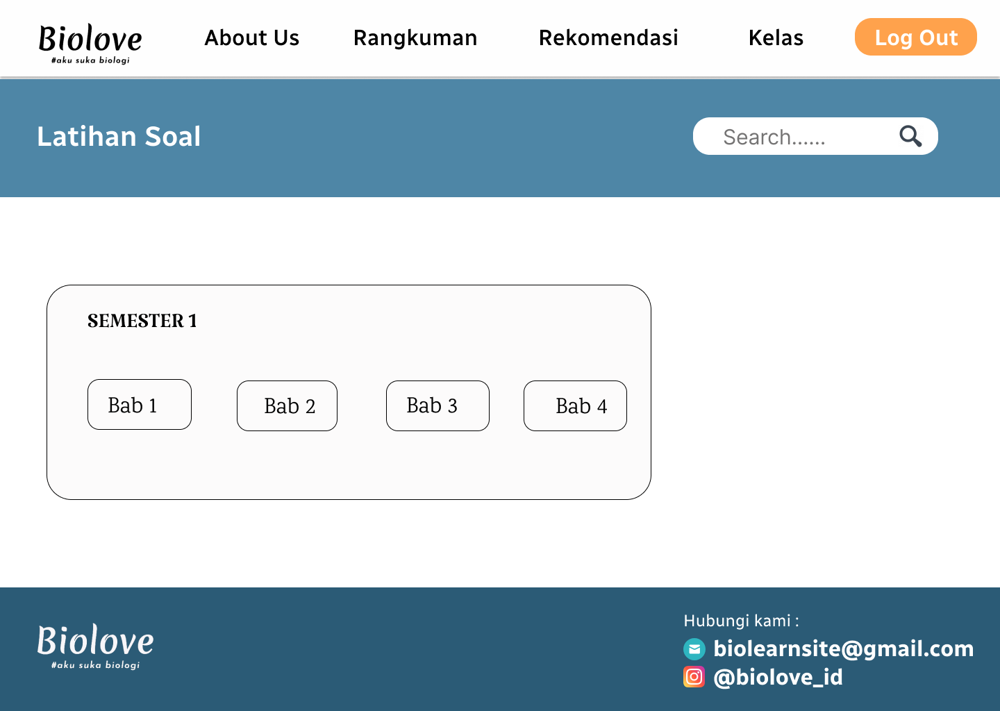 Biolove
#aku suka biologi
About Us
Rangkuman
Rekomendasi
Kelas
Log Out
Latihan Soal
Search......
SEMESTER 1
Bab 1
Bab 2
Bab 3
Bab 4
Biolove
#aku suka biologi
Hubungi kami :
biolearnsite@gmail.com
@biolove_id